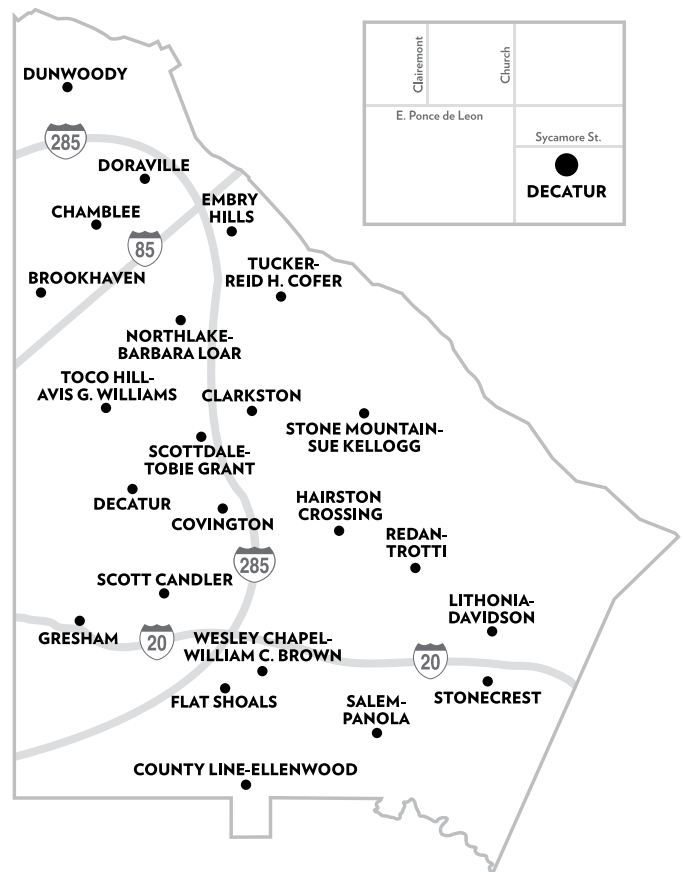 DUNWOODY
285
DORAVILLE
CHAMBLEE
EMBRY
HILLS
85
BROOKHAVEN
TUCKER-
REID H. COFER
NORTHLAKE-
BARBARA LOAR
TOCO HILL-
AVIS G. WILLIAMS
CLARKSTON
STONE MOUNTAIN-
SUE KELLOGG
SCOTTDALE-
TOBIE GRANT
DECATUR
COVINGTON
HAIRSTON
CROSSING
REDAN-
TROTTI
285
SCOTT CANDLER
LITHONIA-
DAVIDSON
GRESHAM
20
WESLEY CHAPEL-
WILLIAM C. BROWN
20
FLAT SHOALS
STONECREST
SALEM-
PANOLA
COUNTY LINE-ELLENWOOD
Clairemont
Church
E. Ponce de Leon
Sycamore St.
DECATUR